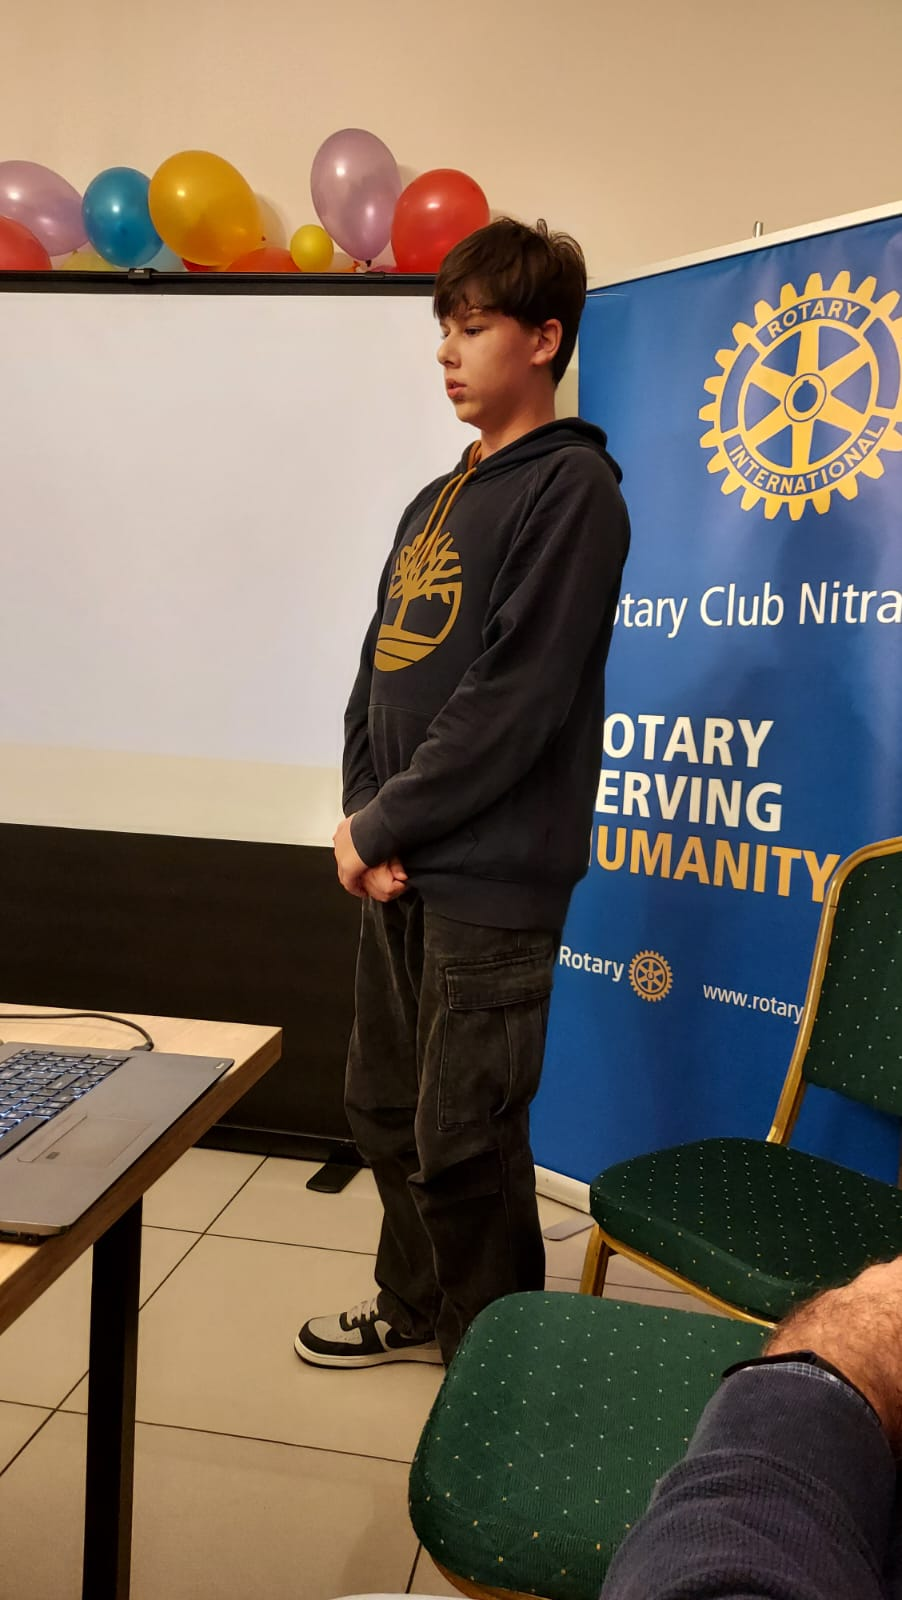 ROTARY
INTERNATIONAL
otary Club Nitra
OTARY
ERVING
UMANITY
Rotary
www.rotary